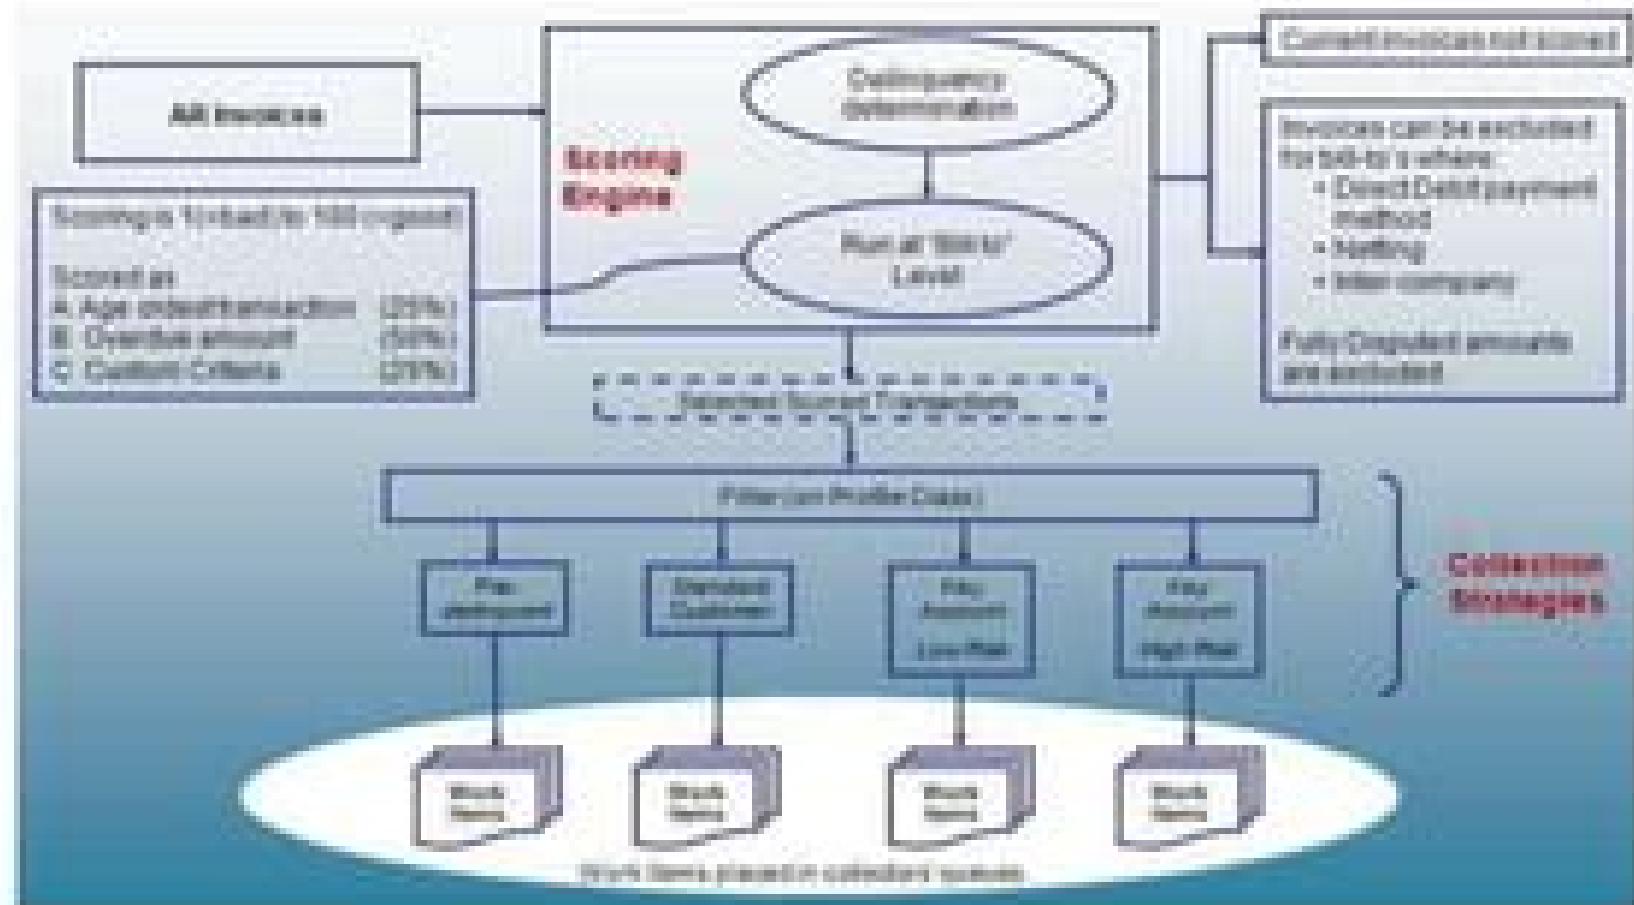 Current invoices not scored
AR Invoices
Delinquency
determination
Scoring
Engine
Run at 'Bill to'
Level
Invoices can be excluded
for bill-to's where:
• Direct Debit payment
method
• Netting
• Inter-company
Fully Disputed amounts
are excluded
Scoring is 1(=bad) to 100 (=good)
Scored as
A Age oldest transaction (25%)
B Overdue amount (50%)
C Custom Criteria (25%)
Selected Scored Transactions
Filter (on Profile Class)
Pre-
delinquent
Standard
Customer
Key
Account
Low Risk
Key
Account
High Risk
Collection
Strategies
Work
Items
Work
Items
Work
Items
Work
Items
Work Items placed in collectors' queues